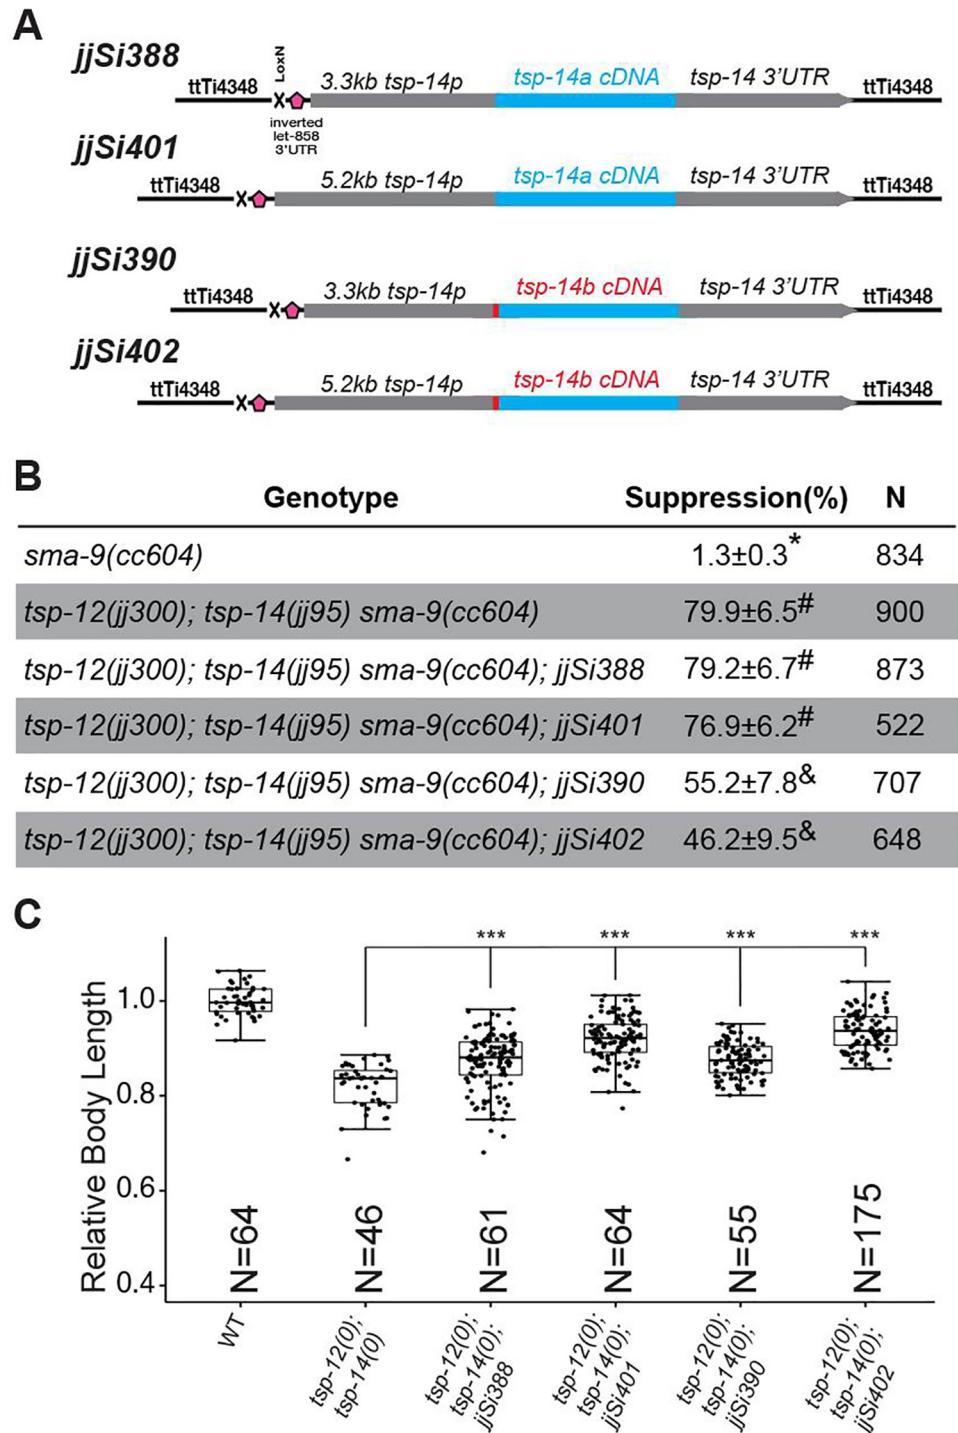 A
jjSi388
ttTi4348
LoxN
3.3kb tsp-14p
tsp-14a cDNA
tsp-14 3'UTR
ttTi4348
inverted
let-858
3'UTR
jjSi401
ttTi4348
5.2kb tsp-14p
tsp-14a cDNA
tsp-14 3'UTR
ttTi4348
jjSi390
ttTi4348
3.3kb tsp-14p
tsp-14b cDNA
tsp-14 3'UTR
ttTi4348
jjSi402
ttTi4348
5.2kb tsp-14p
tsp-14b cDNA
tsp-14 3'UTR
ttTi4348
B
Genotype Suppression(%) N
sma-9(cc604) 1.3±0.3* 834
tsp-12(jj300); tsp-14(jj95) sma-9(cc604) 79.9±6.5# 900
tsp-12(jj300); tsp-14(jj95) sma-9(cc604); jjSi388 79.2±6.7# 873
tsp-12(jj300); tsp-14(jj95) sma-9(cc604); jjSi401 76.9±6.2# 522
tsp-12(jj300); tsp-14(jj95) sma-9(cc604); jjSi390 55.2±7.8& 707
tsp-12(jj300); tsp-14(jj95) sma-9(cc604); jjSi402 46.2±9.5& 648
C
Relative Body Length
1.0
0.8
0.6
0.4
*** *** *** ***
N=64
N=46
N=61
N=64
N=55
N=175
WT
tsp-12(0);
tsp-14(0)
tsp-12(0);
tsp-14(0);
jjSi388
tsp-12(0);
tsp-14(0);
jjSi401
tsp-12(0);
tsp-14(0);
jjSi390
tsp-12(0);
tsp-14(0);
jjSi402